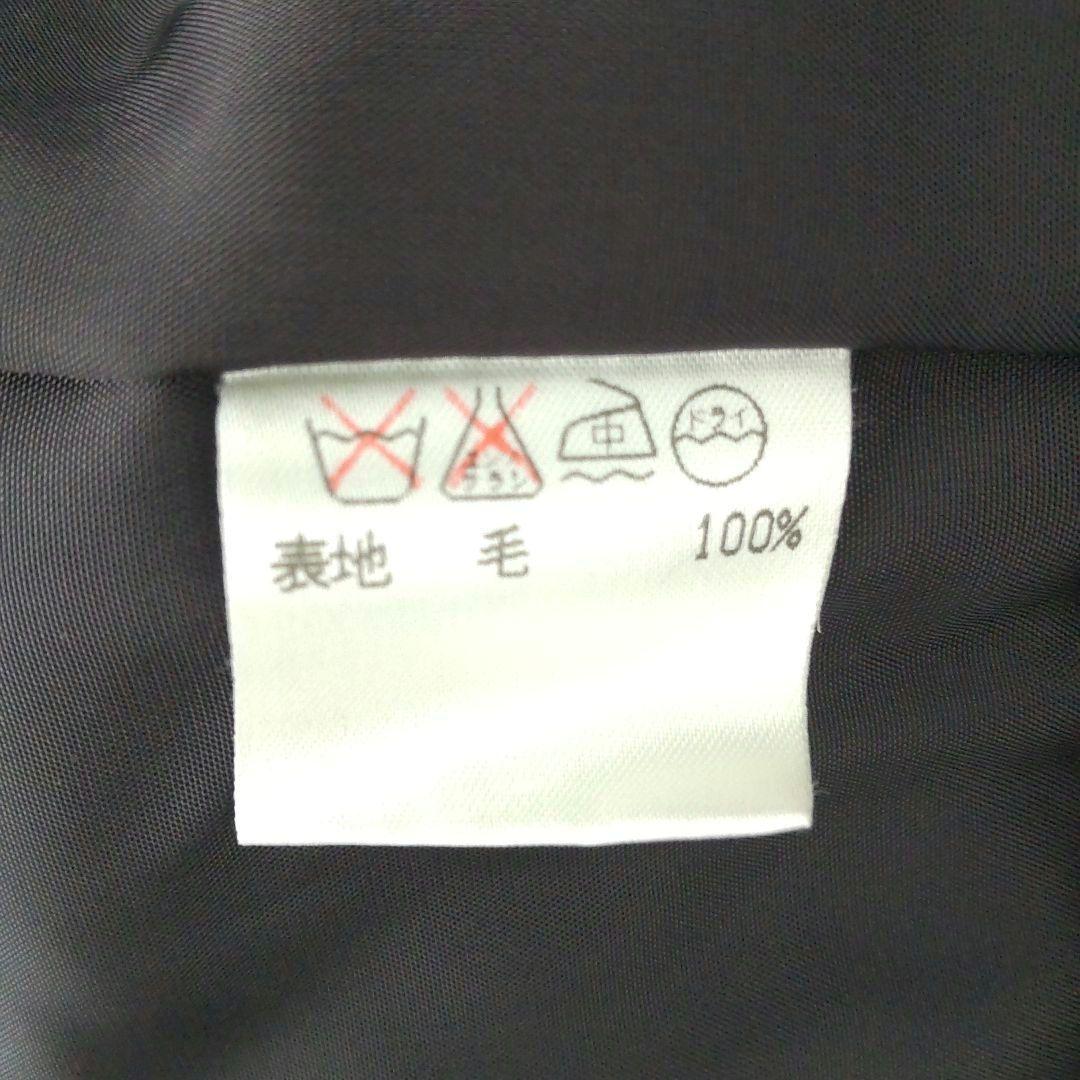 中 ドライ
表地 毛 100%